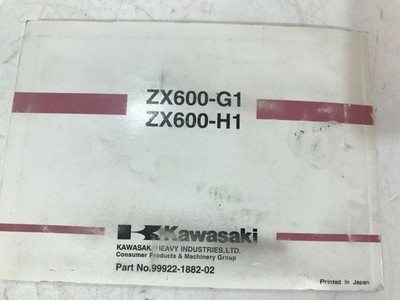 ZX600-G1
ZX600-H1
Kawasaki
KAWASAKI HEAVY INDUSTRIES, LTD.
Consumer Products & Machinery Group
Part No.99922-1882-02
Printed in Japan